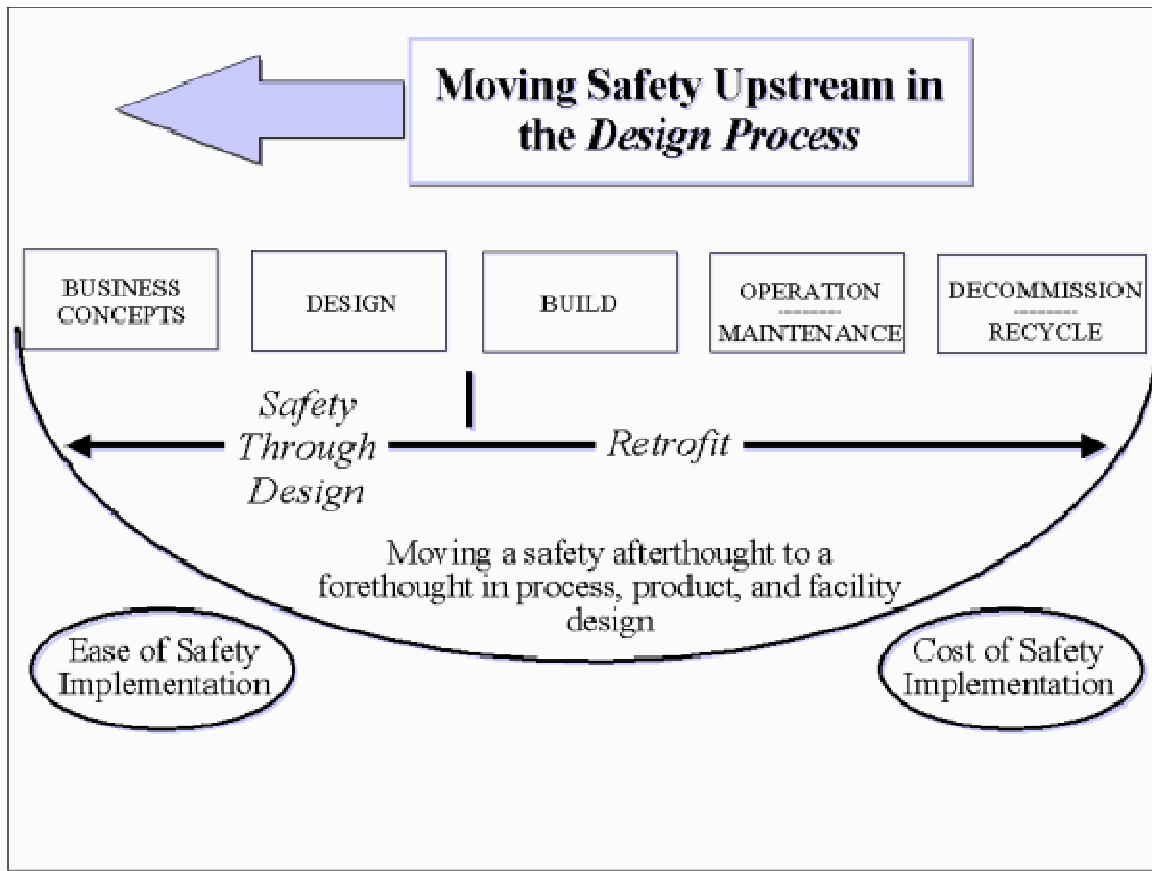 Moving Safety Upstream in
the Design Process
BUSINESS
CONCEPTS
DESIGN
BUILD
OPERATION
---------
MAINTENANCE
DECOMMISSION
---------
RECYCLE
Safety
Through
Design
Retrofit
Moving a safety afterthought to a
forethought in process, product, and facility
design
Ease of Safety
Implementation
Cost of Safety
Implementation